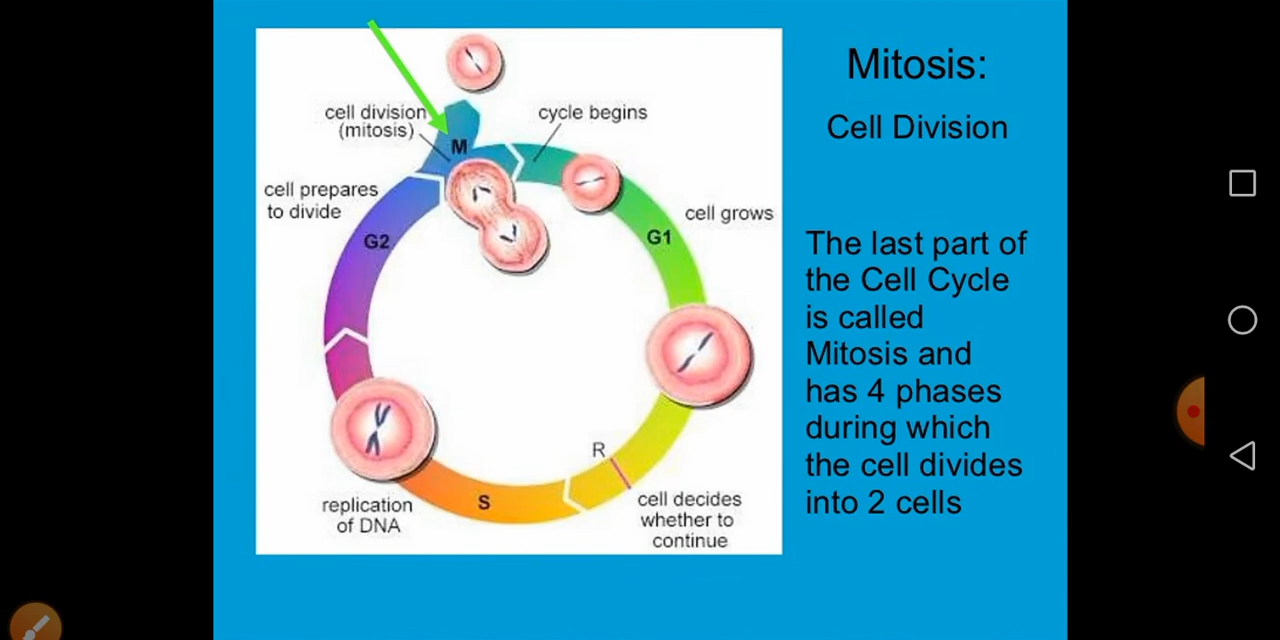 Mitosis:
Cell Division
The last part of
the Cell Cycle
is called
Mitosis and
has 4 phases
during which
the cell divides
into 2 cells
cell division
(mitosis)
M
cycle begins
cell prepares
to divide
G2
G1
cell grows
R
S
replication
of DNA
cell decides
whether to
continue